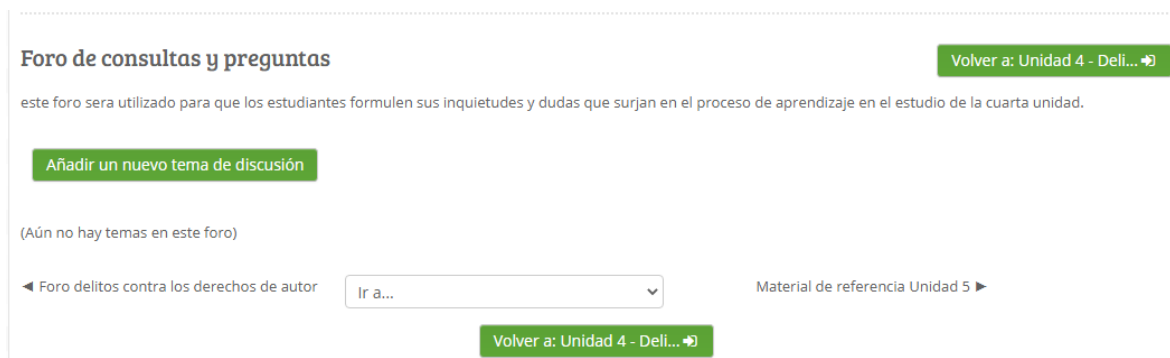 Foro de consultas y preguntas
Volver a: Unidad 4 - Deli...
este foro sera utilizado para que los estudiantes formulen sus inquietudes y dudas que surjan en el proceso de aprendizaje en el estudio de la cuarta unidad.
Añadir un nuevo tema de discusión
(Aún no hay temas en este foro)
◄ Foro delitos contra los derechos de autor
Ir a...
Material de referencia Unidad 5 ►
Volver a: Unidad 4 - Deli...